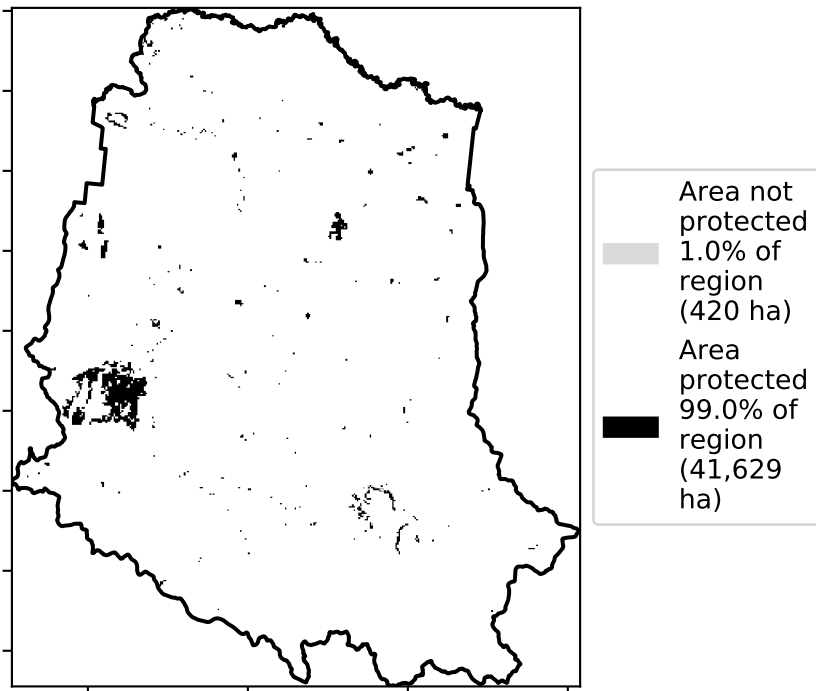 Area not
protected
1.0% of
region
(420 ha)
Area
protected
99.0% of
region
(41,629
ha)